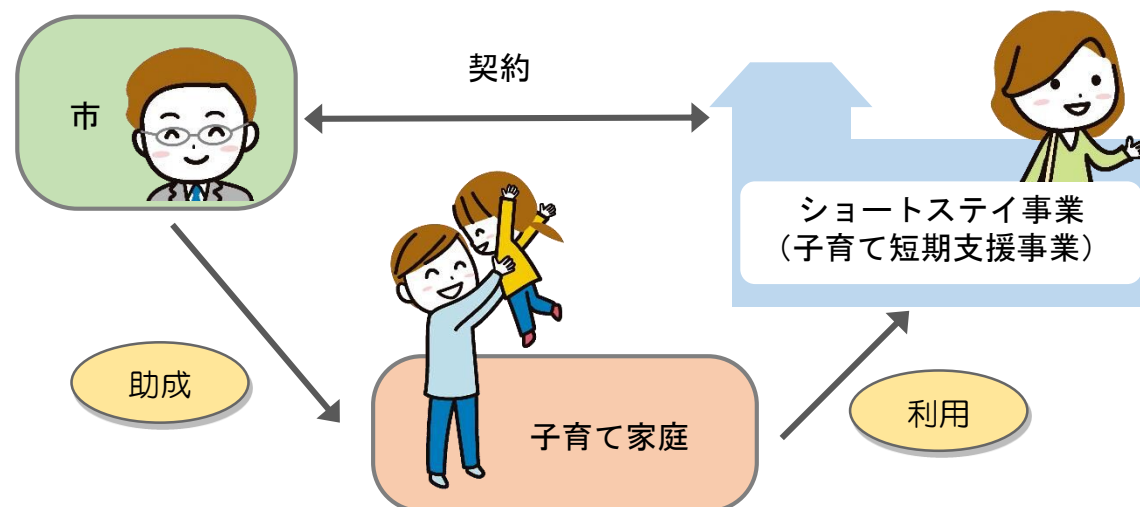 契約
市
ショートステイ事業
（子育て短期支援事業）
助成
利用
子育て家庭